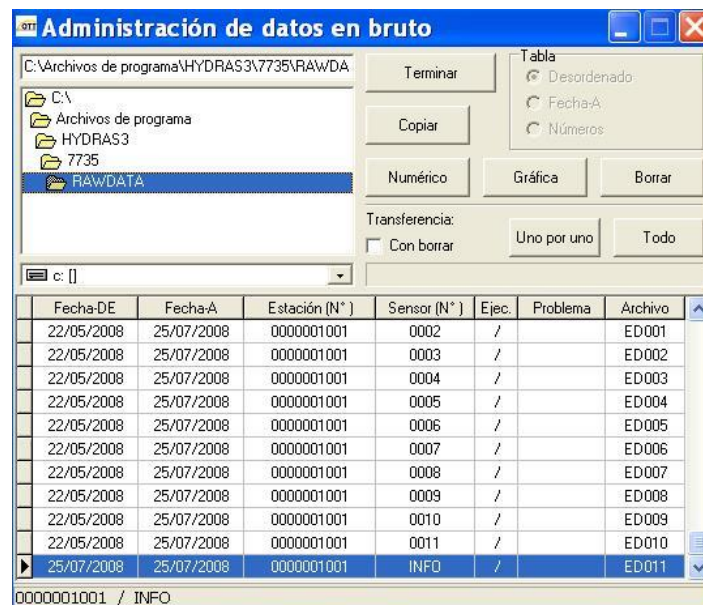 OTT Administración de datos en bruto
C:\Archivos de programa\HYDRAS3\7735\RAWDA
C:\
Archivos de programa
HYDRAS3
7735
RAWDATA
c: []
Terminar
Copiar
Tabla
Desordenado
Fecha-A
Números
Numérico Gráfica Borrar
Transferencia:
Con borrar
Uno por uno Todo
Fecha-DE Fecha-A Estación (N° ) Sensor (N° ) Ejec. Problema Archivo
22/05/2008 25/07/2008 0000001001 0002 / ED001
22/05/2008 25/07/2008 0000001001 0003 / ED002
22/05/2008 25/07/2008 0000001001 0004 / ED003
22/05/2008 25/07/2008 0000001001 0005 / ED004
22/05/2008 25/07/2008 0000001001 0006 / ED005
22/05/2008 25/07/2008 0000001001 0007 / ED006
22/05/2008 25/07/2008 0000001001 0008 / ED007
22/05/2008 25/07/2008 0000001001 0009 / ED008
22/05/2008 25/07/2008 0000001001 0010 / ED009
22/05/2008 25/07/2008 0000001001 0011 / ED010
25/07/2008 25/07/2008 0000001001 INFO / ED011
0000001001 / INFO